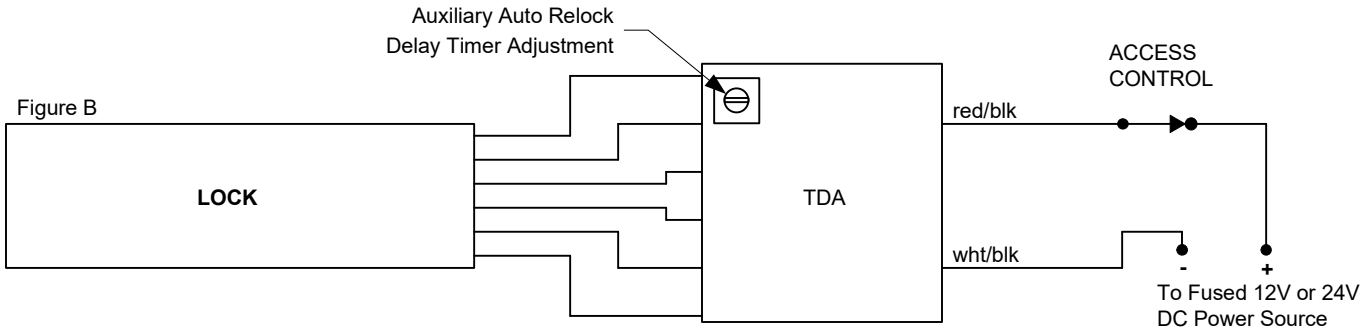 Auxiliary Auto Relock
Delay Timer Adjustment
ACCESS
CONTROL
Figure B
red/blk
LOCK
TDA
wht/blk
- +
To Fused 12V or 24V
DC Power Source